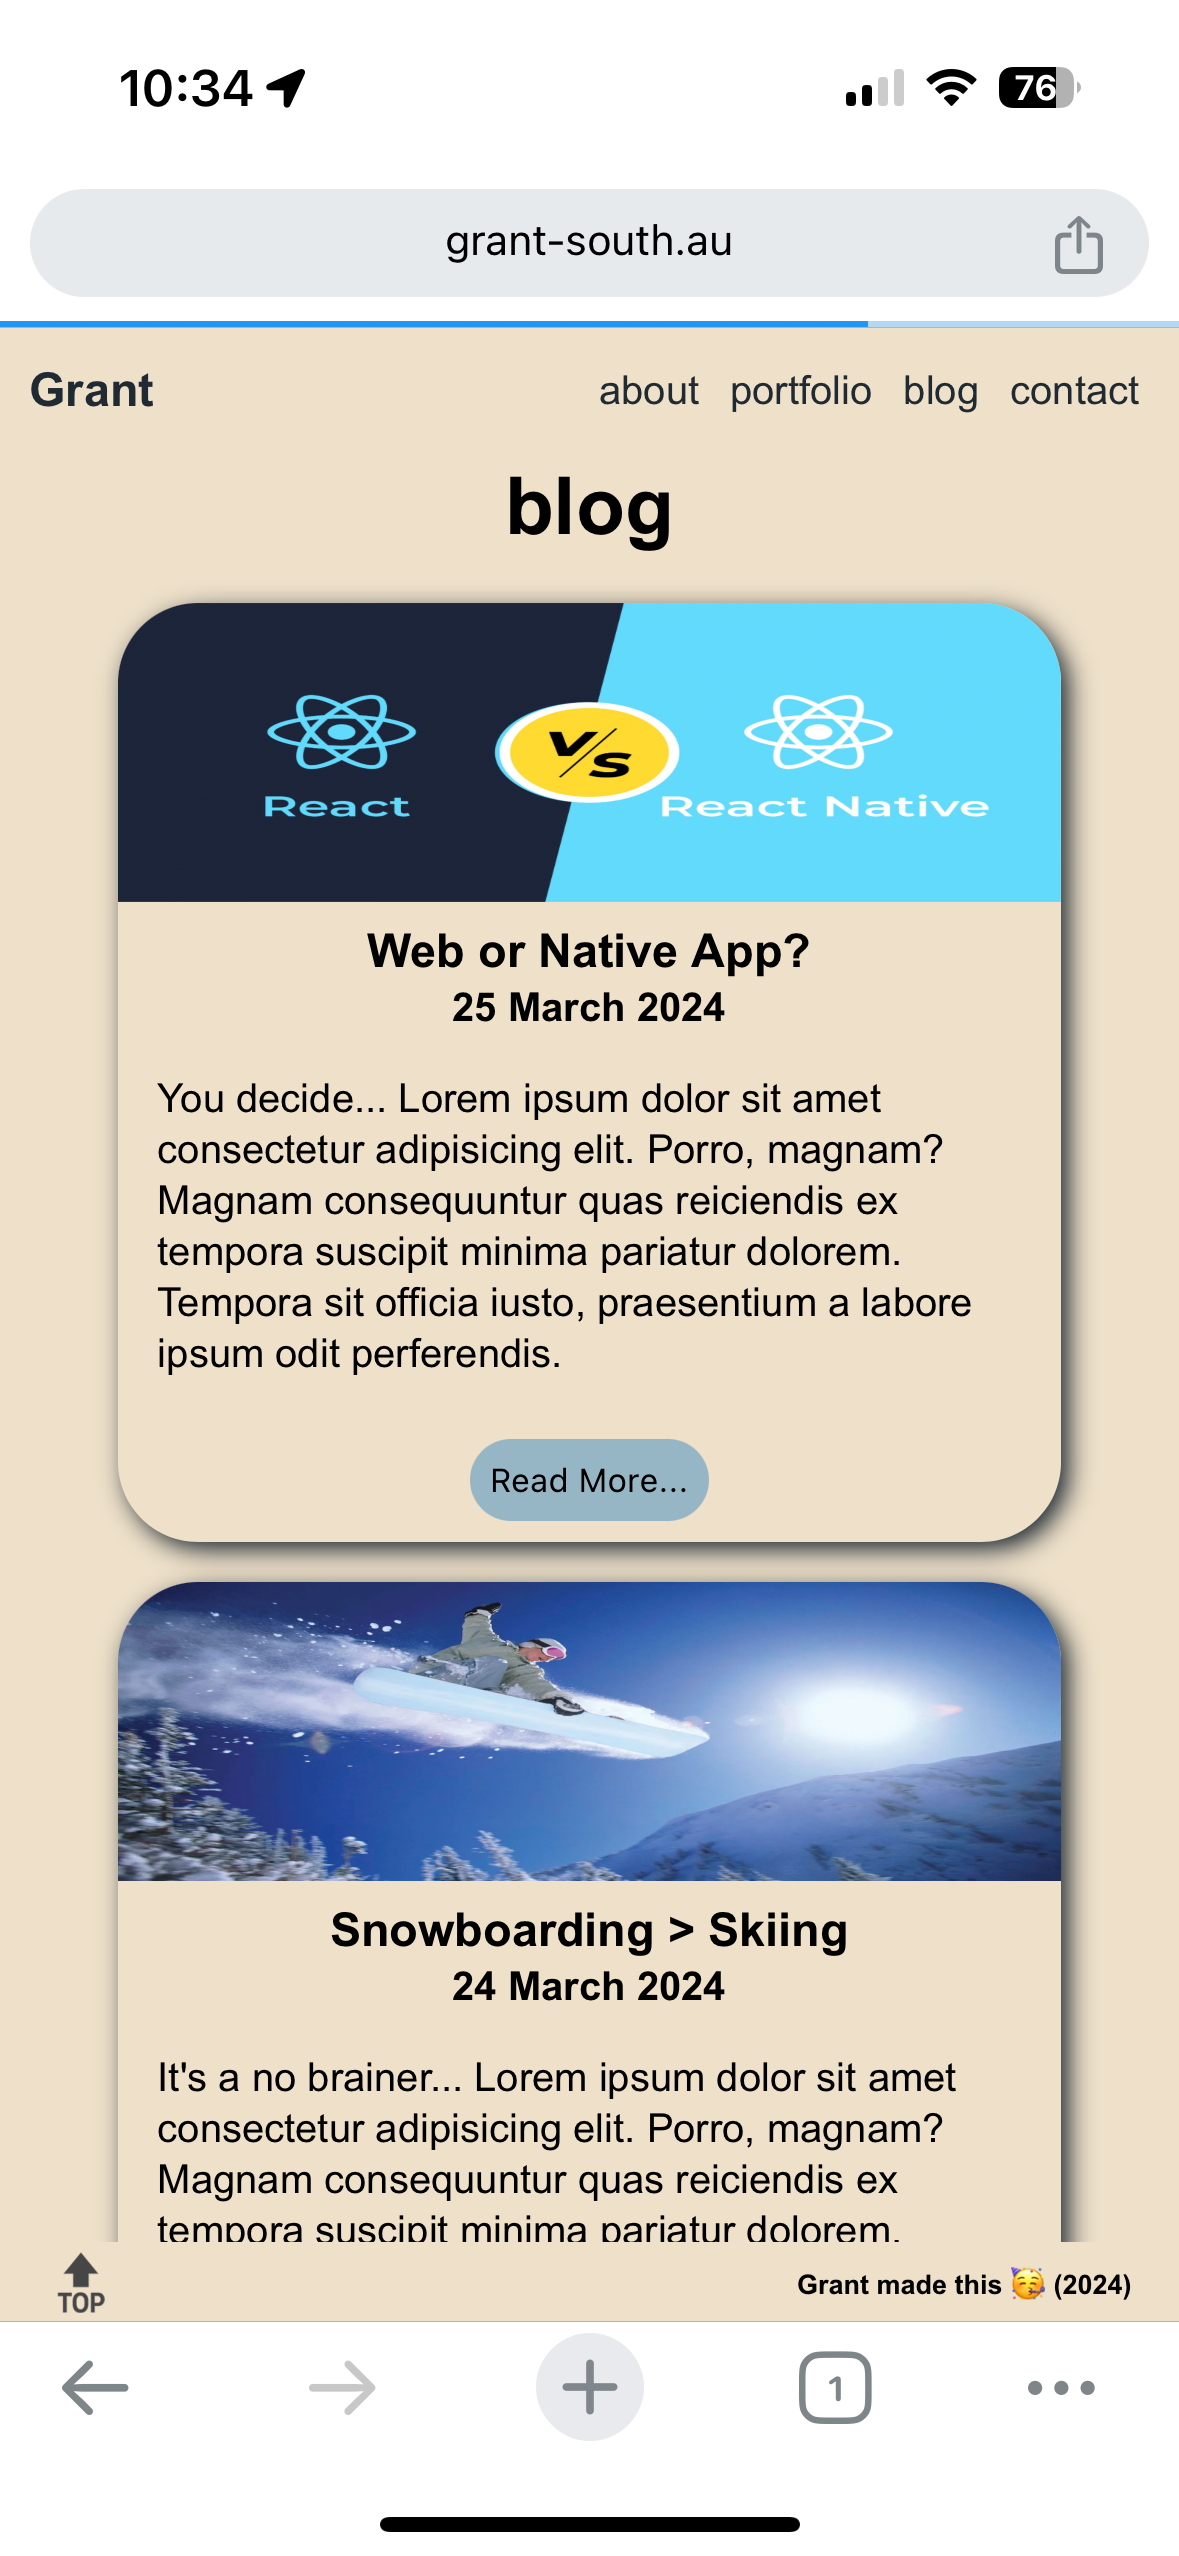 10:34
76
grant-south.au
Grant
about portfolio blog contact
blog
React
V/S
React Native
Web or Native App?
25 March 2024
You decide... Lorem ipsum dolor sit amet
consectetur adipisicing elit. Porro, magnam?
Magnam consequuntur quas reiciendis ex
tempora suscipit minima pariatur dolorem.
Tempora sit officia iusto, praesentium a labore
ipsum odit perferendis.
Read More...
Snowboarding > Skiing
24 March 2024
It's a no brainer... Lorem ipsum dolor sit amet
consectetur adipisicing elit. Porro, magnam?
Magnam consequuntur quas reiciendis ex
tempora suscipit minima pariatur dolorem.
TOP
Grant made this 🥳 (2024)
1